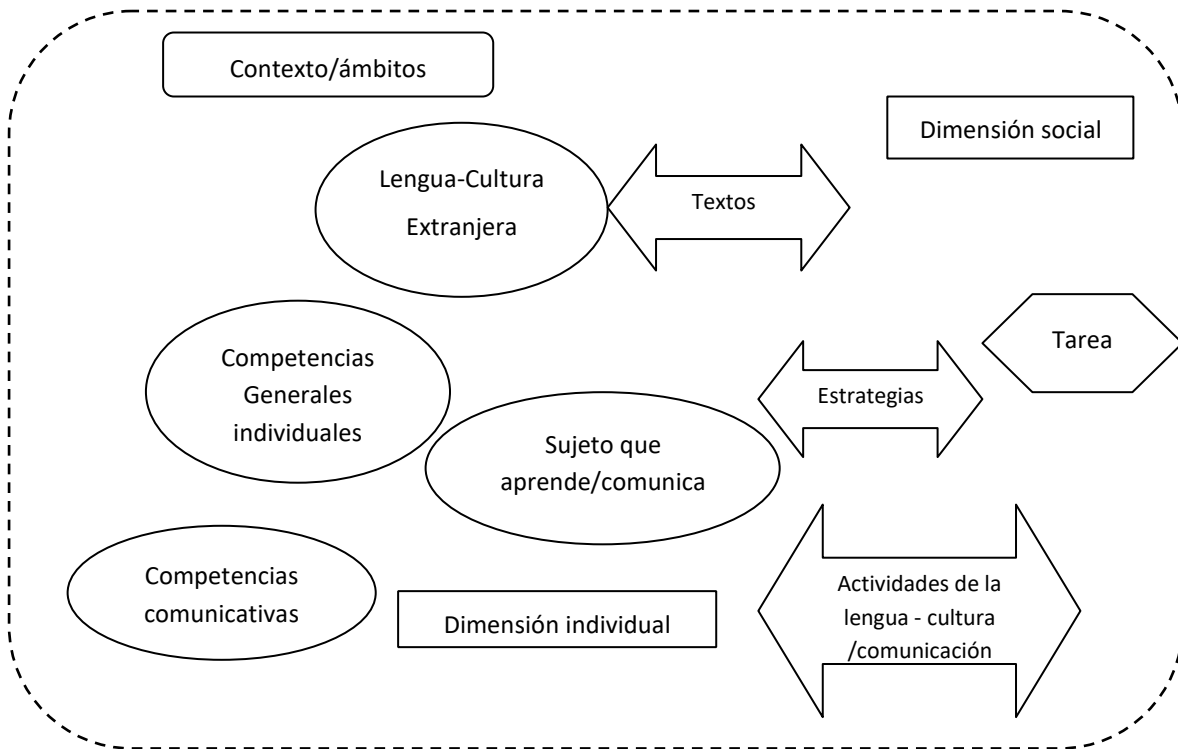 Contexto/ámbitos
Dimensión social
Lengua-Cultura
Extranjera
Textos
Tarea
Competencias
Generales
individuales
Estrategias
Sujeto que
aprende/comunica
Competencias
comunicativas
Dimensión individual
Actividades de la
lengua - cultura
/comunicación